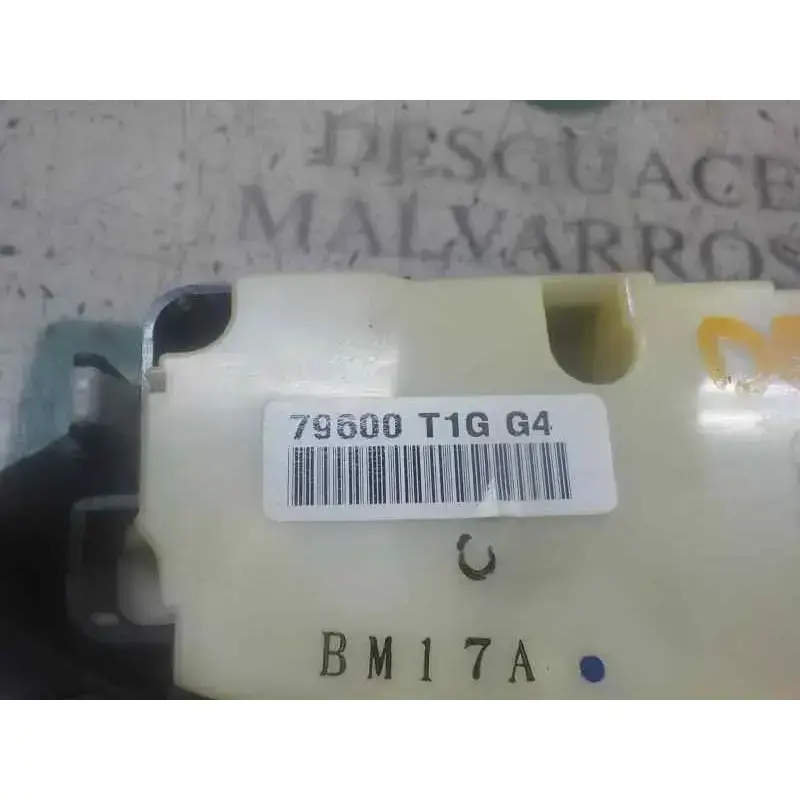 DESGUACE
MALVARROS
79600 T1G G4
C
BM17A